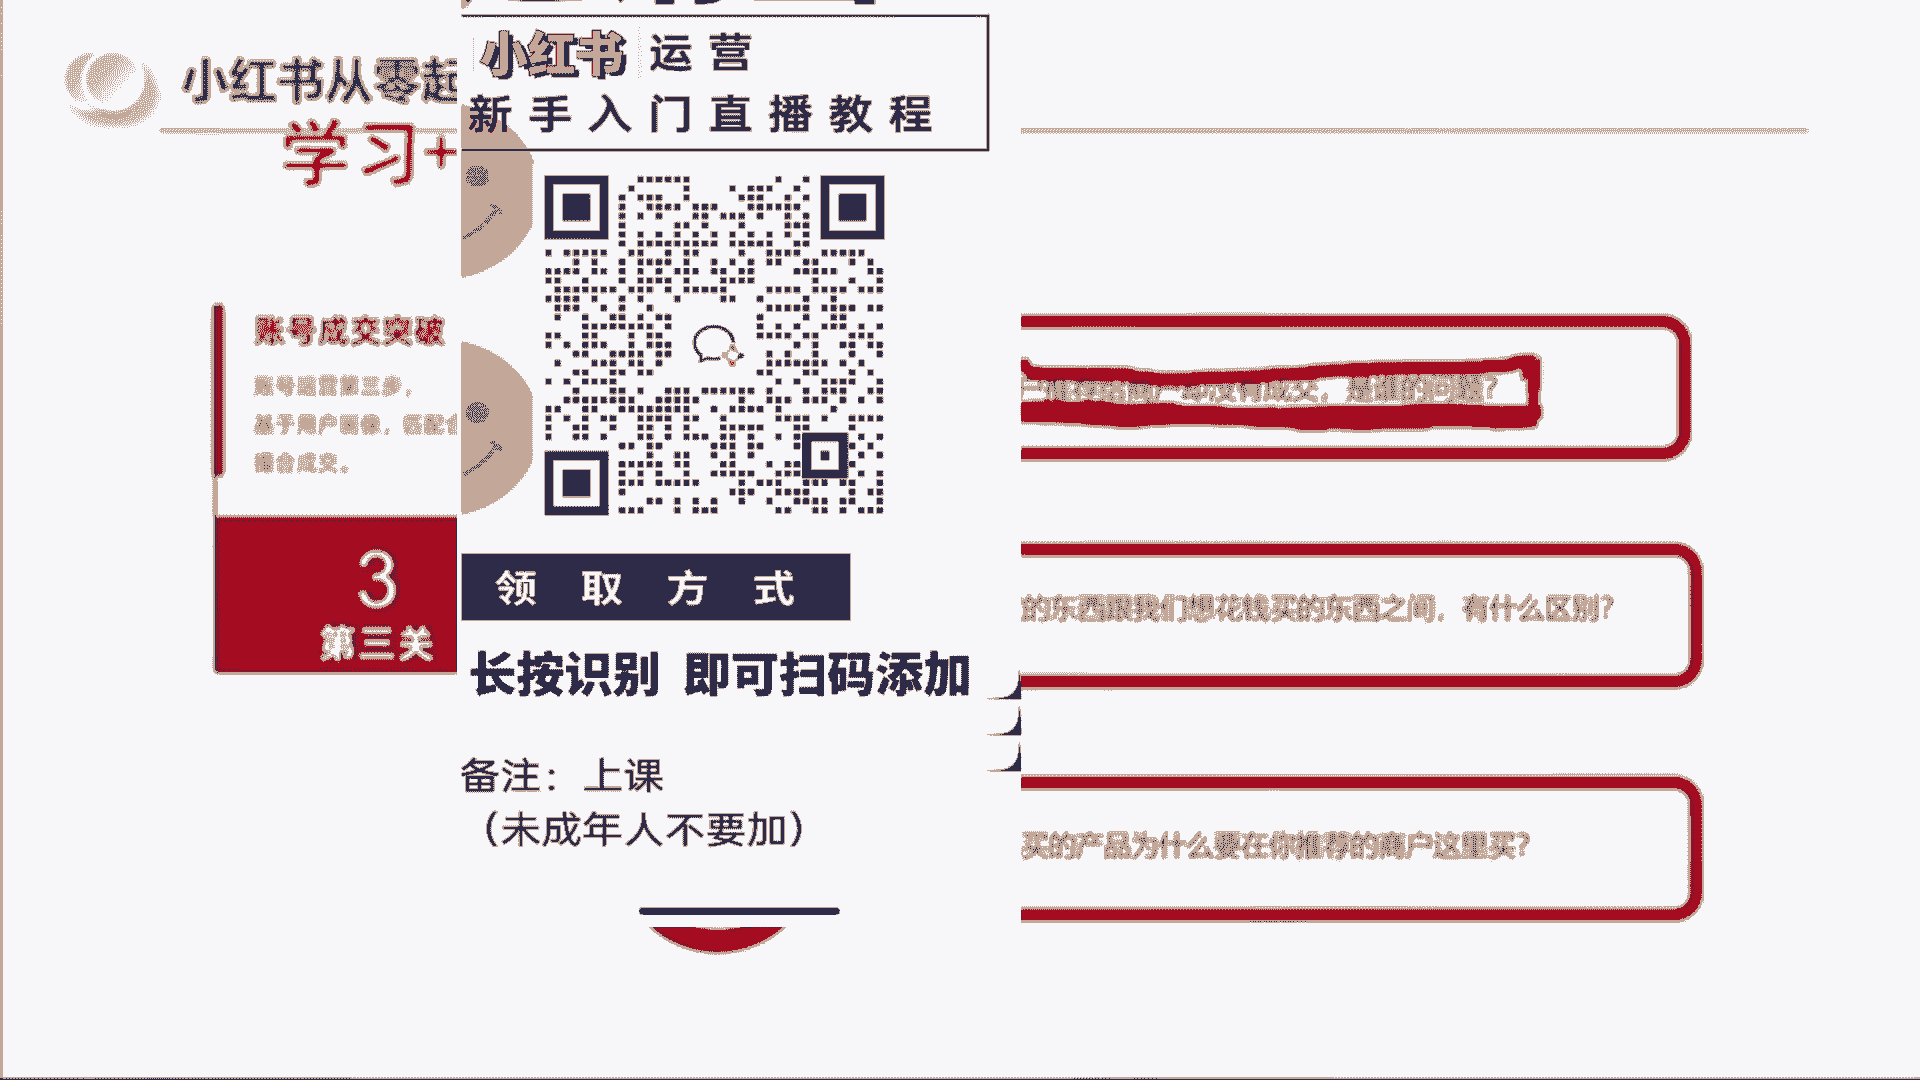 小红书从零起
学习+
小红书 运营
新手入门直播教程
账号成交突破
账号运营第三步，
基于用户画像，匹配合
撮合成交。
3
第三关
领取方式
长按识别 即可扫码添加
备注：上课
（未成年人不要加）
却没有成交，是谁的问题？
的东西跟我们想花钱买的东西之间，有什么区别？
买的产品为什么要在你推荐的商户这里买？